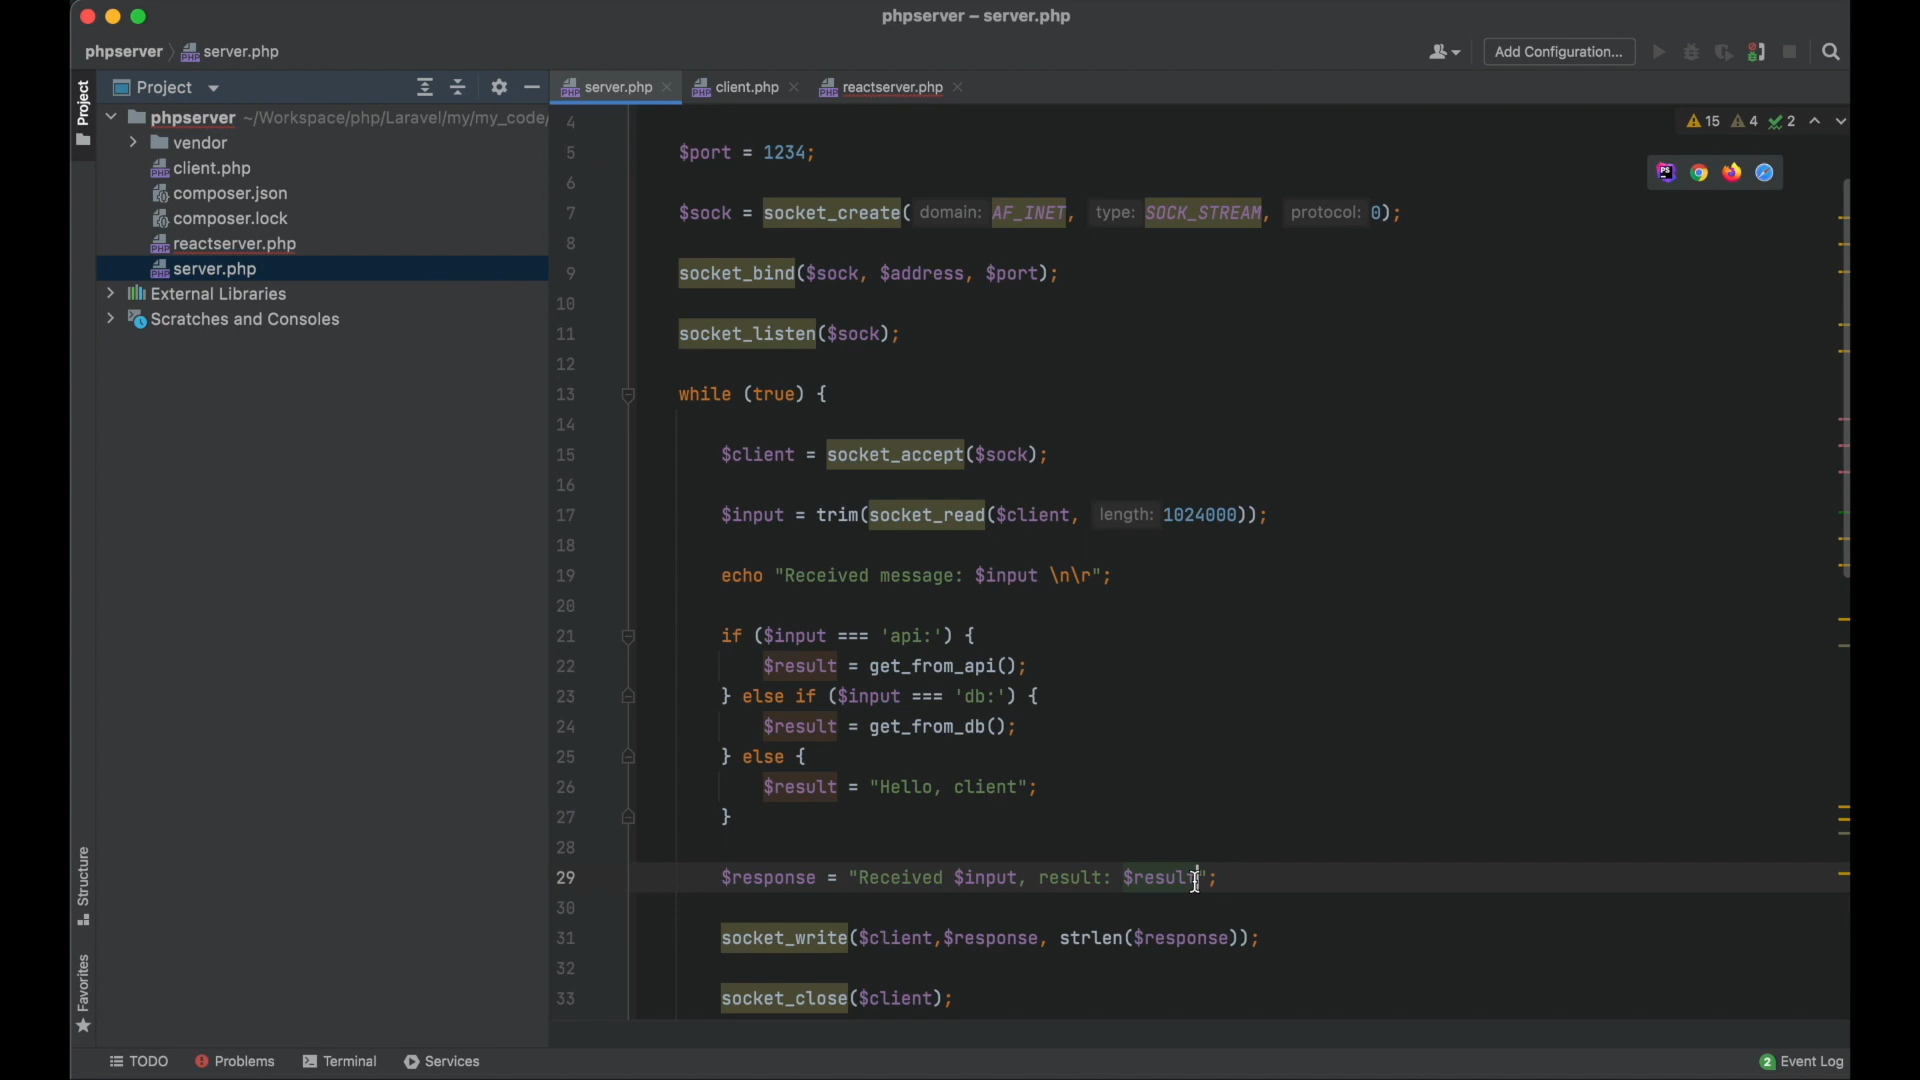 phpserver – server.php
phpserver server.php
Add Configuration...
Project
Project
server.php
client.php
reactserver.php
phpserver ~/Workspace/php/Laravel/my/my_code/
vendor
client.php
composer.json
composer.lock
reactserver.php
server.php
External Libraries
Scratches and Consoles
15 4 2
4
5 $port = 1234;
6
7 $sock = socket_create( domain: AF_INET, type: SOCK_STREAM, protocol: 0);
8
9 socket_bind($sock, $address, $port);
10
11 socket_listen($sock);
12
13 while (true) {
14
15 $client = socket_accept($sock);
16
17 $input = trim(socket_read($client, length: 1024000));
18
19 echo "Received message: $input \n\r";
20
21 if ($input === 'api:') {
22 $result = get_from_api();
23 } else if ($input === 'db:') {
24 $result = get_from_db();
25 } else {
26 $result = "Hello, client";
27 }
28
29 $response = "Received $input, result: $result";
30
31 socket_write($client,$response, strlen($response));
32
33 socket_close($client);
Structure
Favorites
TODO
Problems
Terminal
Services
2 Event Log